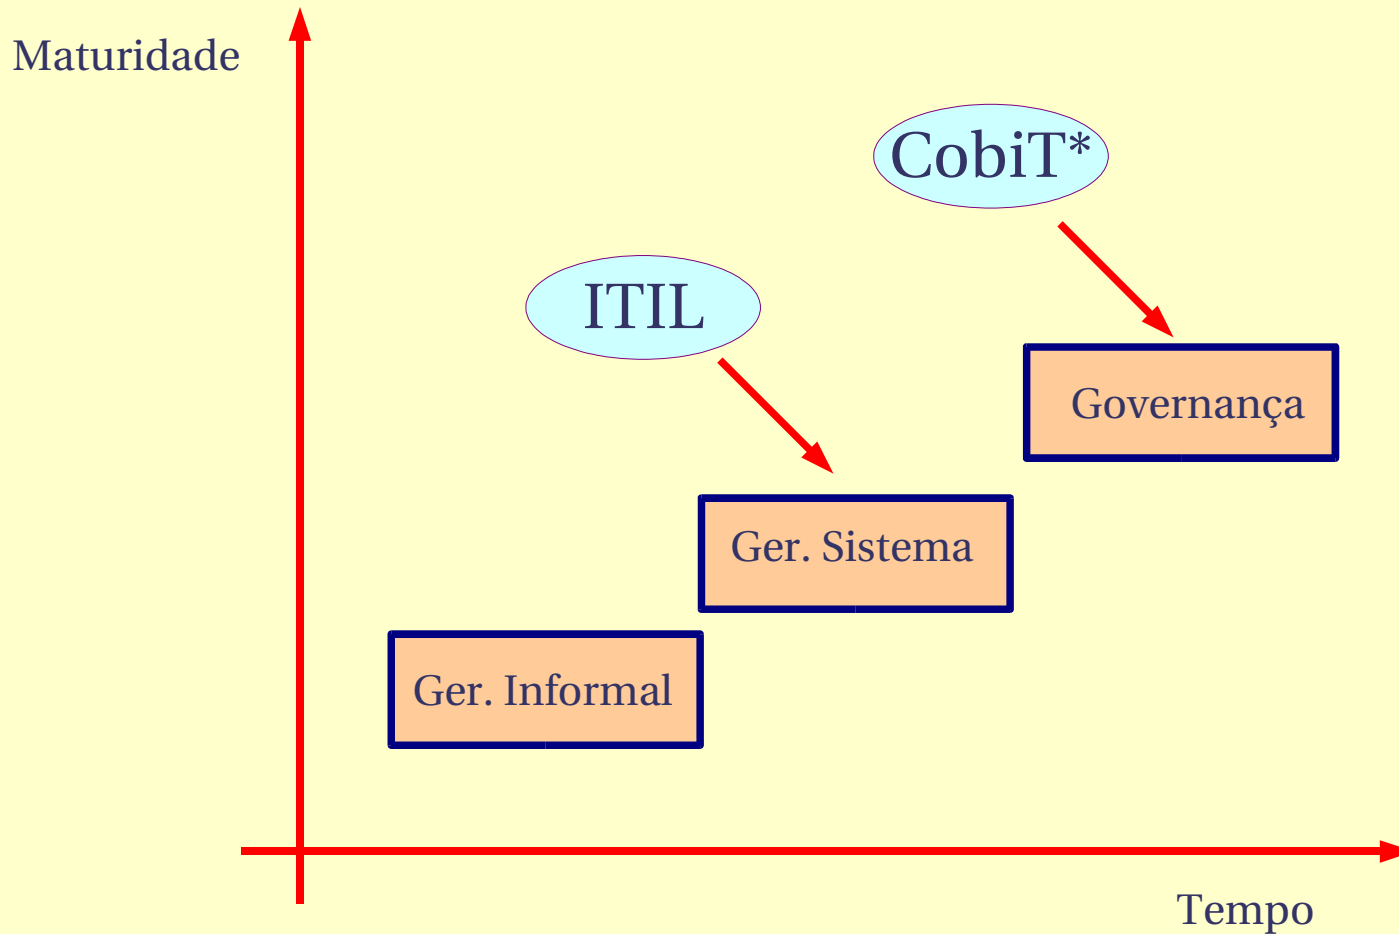 Maturidade
CobiT*
ITIL
Governança
Ger. Sistema
Ger. Informal
Tempo